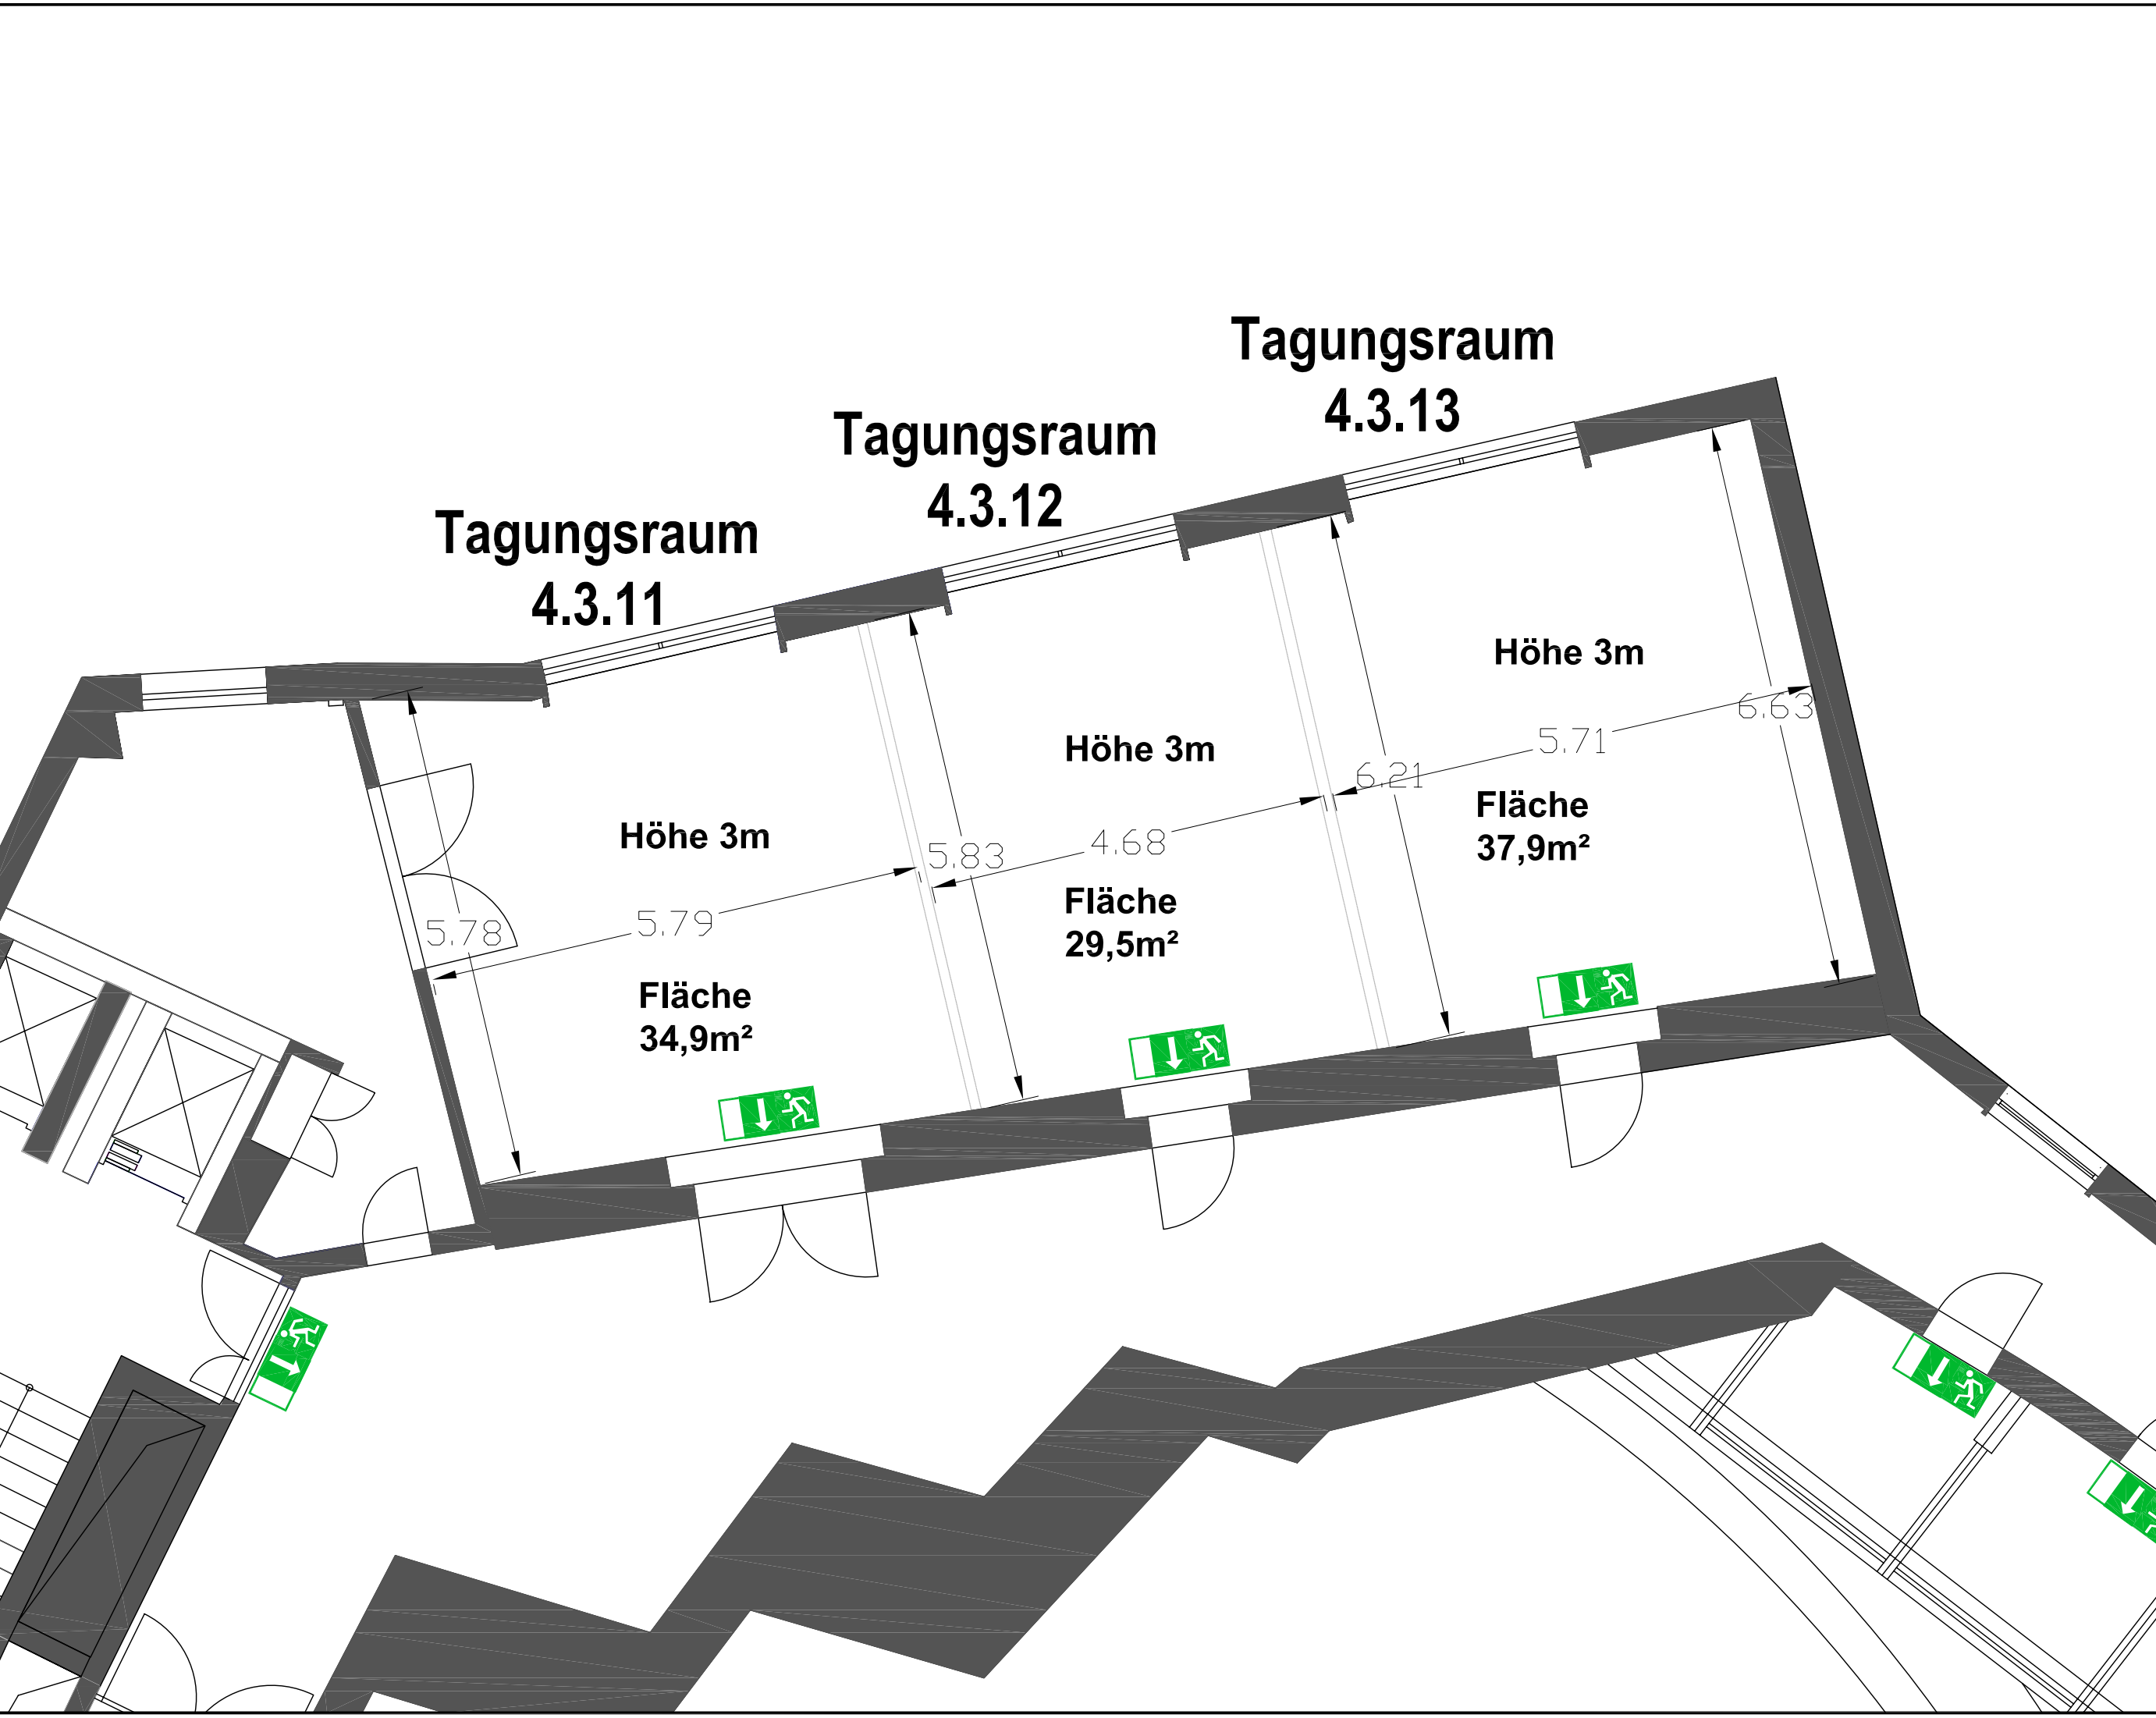 Tagungsraum
4.3.13
Tagungsraum
4.3.12
Tagungsraum
4.3.11
Höhe 3m
6.63
5.71
Höhe 3m
6.21
Fläche
37,9m²
Höhe 3m
5.83
4.68
Fläche
29,5m²
5.79
5.78
Fläche
34,9m²